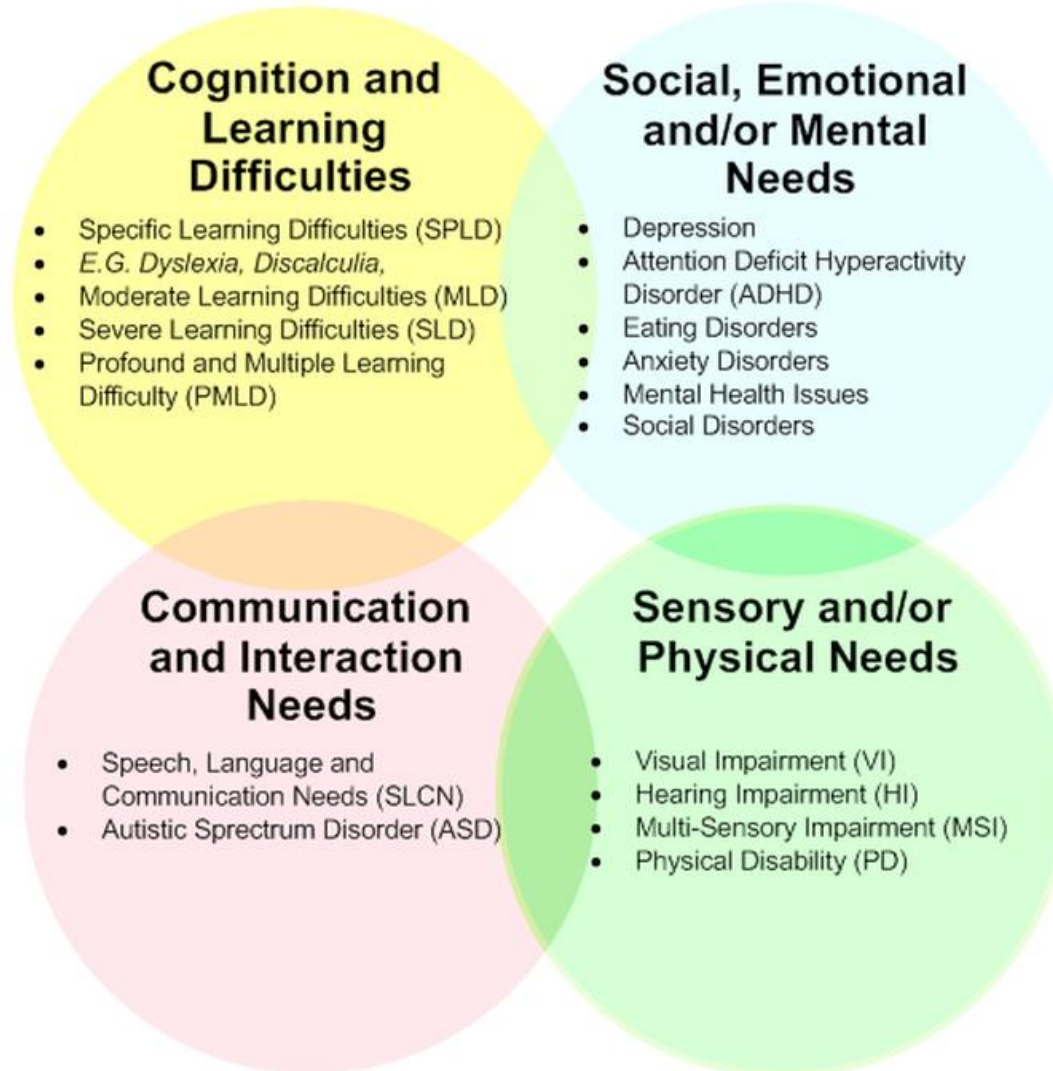 Cognition and
Learning
Difficulties
• Specific Learning Difficulties (SPLD)
• E.G. Dyslexia, Discalculia,
• Moderate Learning Difficulties (MLD)
• Severe Learning Difficulties (SLD)
• Profound and Multiple Learning
Difficulty (PMLD)
Social, Emotional
and/or Mental
Needs
• Depression
• Attention Deficit Hyperactivity
Disorder (ADHD)
• Eating Disorders
• Anxiety Disorders
• Mental Health Issues
• Social Disorders
Communication
and Interaction
Needs
• Speech, Language and
Communication Needs (SLCN)
• Autistic Sprectrum Disorder (ASD)
Sensory and/or
Physical Needs
• Visual Impairment (VI)
• Hearing Impairment (HI)
• Multi-Sensory Impairment (MSI)
• Physical Disability (PD)